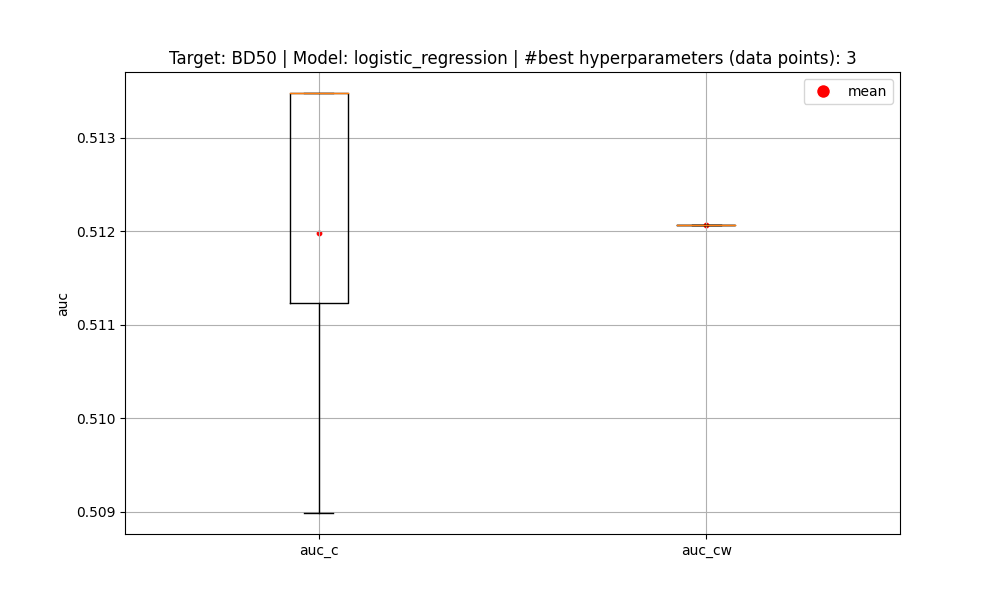 Target: BD50 | Model: logistic_regression | #best hyperparameters (data points): 3
mean
0.513
0.512
0.511
0.510
0.509
auc
auc_c
auc_cw